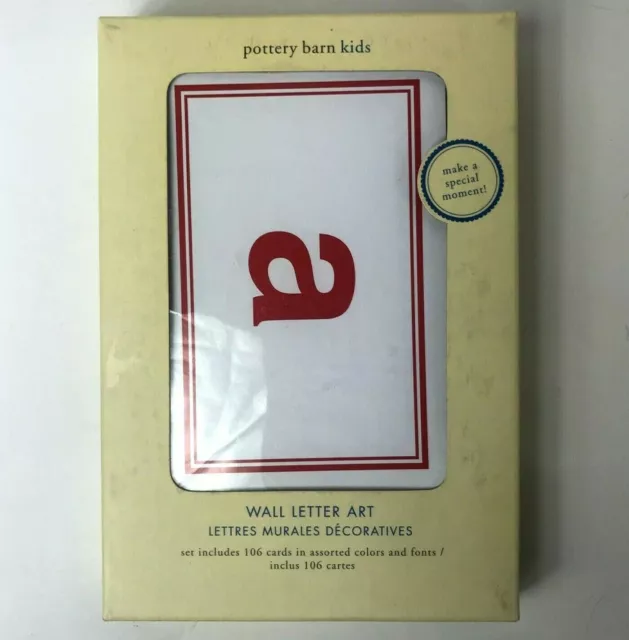 pottery barn kids
make a
special
moment!
a
WALL LETTER ART
LETTRES MURALES DÉCORATIVES
set includes 106 cards in assorted colors and fonts /
inclus 106 cartes